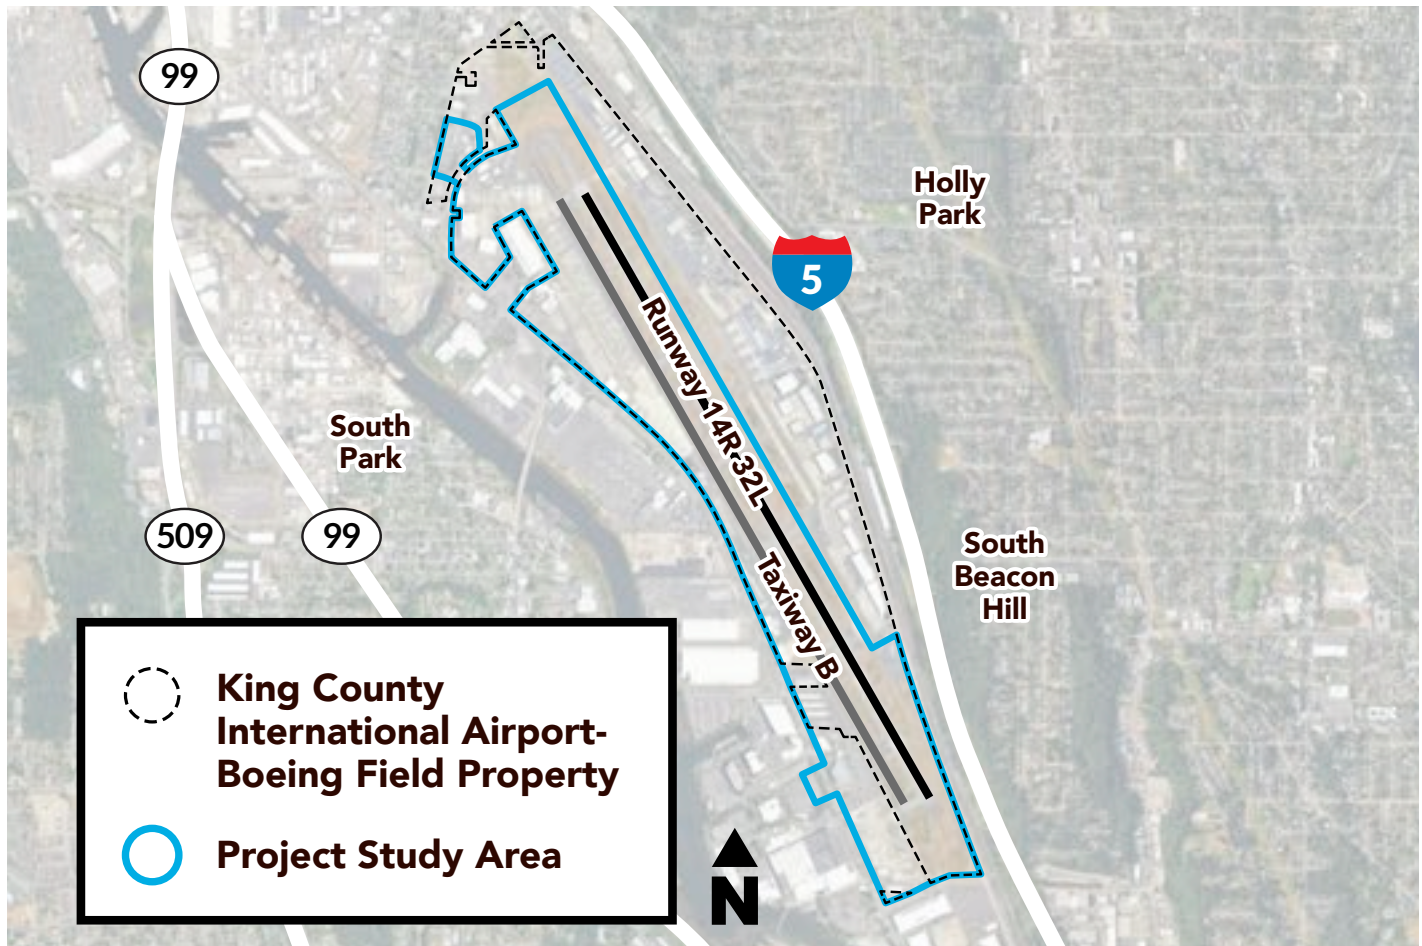 99
Holly
Park
5
Runway 14R-32L
South
Park
509
99
South
Beacon
Hill
Taxiway B
King County
International Airport-
Boeing Field Property
Project Study Area
N